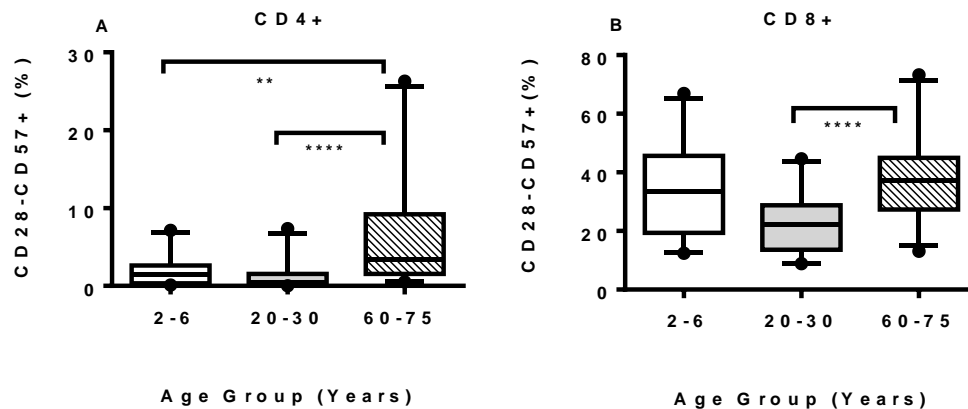 A
CD4+
CD28-CD57+ (%)
30
20
10
0
**
****
2-6
20-30
60-75
Age Group (Years)
B
CD8+
CD28-CD57+(%)
80
60
40
20
0
****
2-6
20-30
60-75
Age Group (Years)